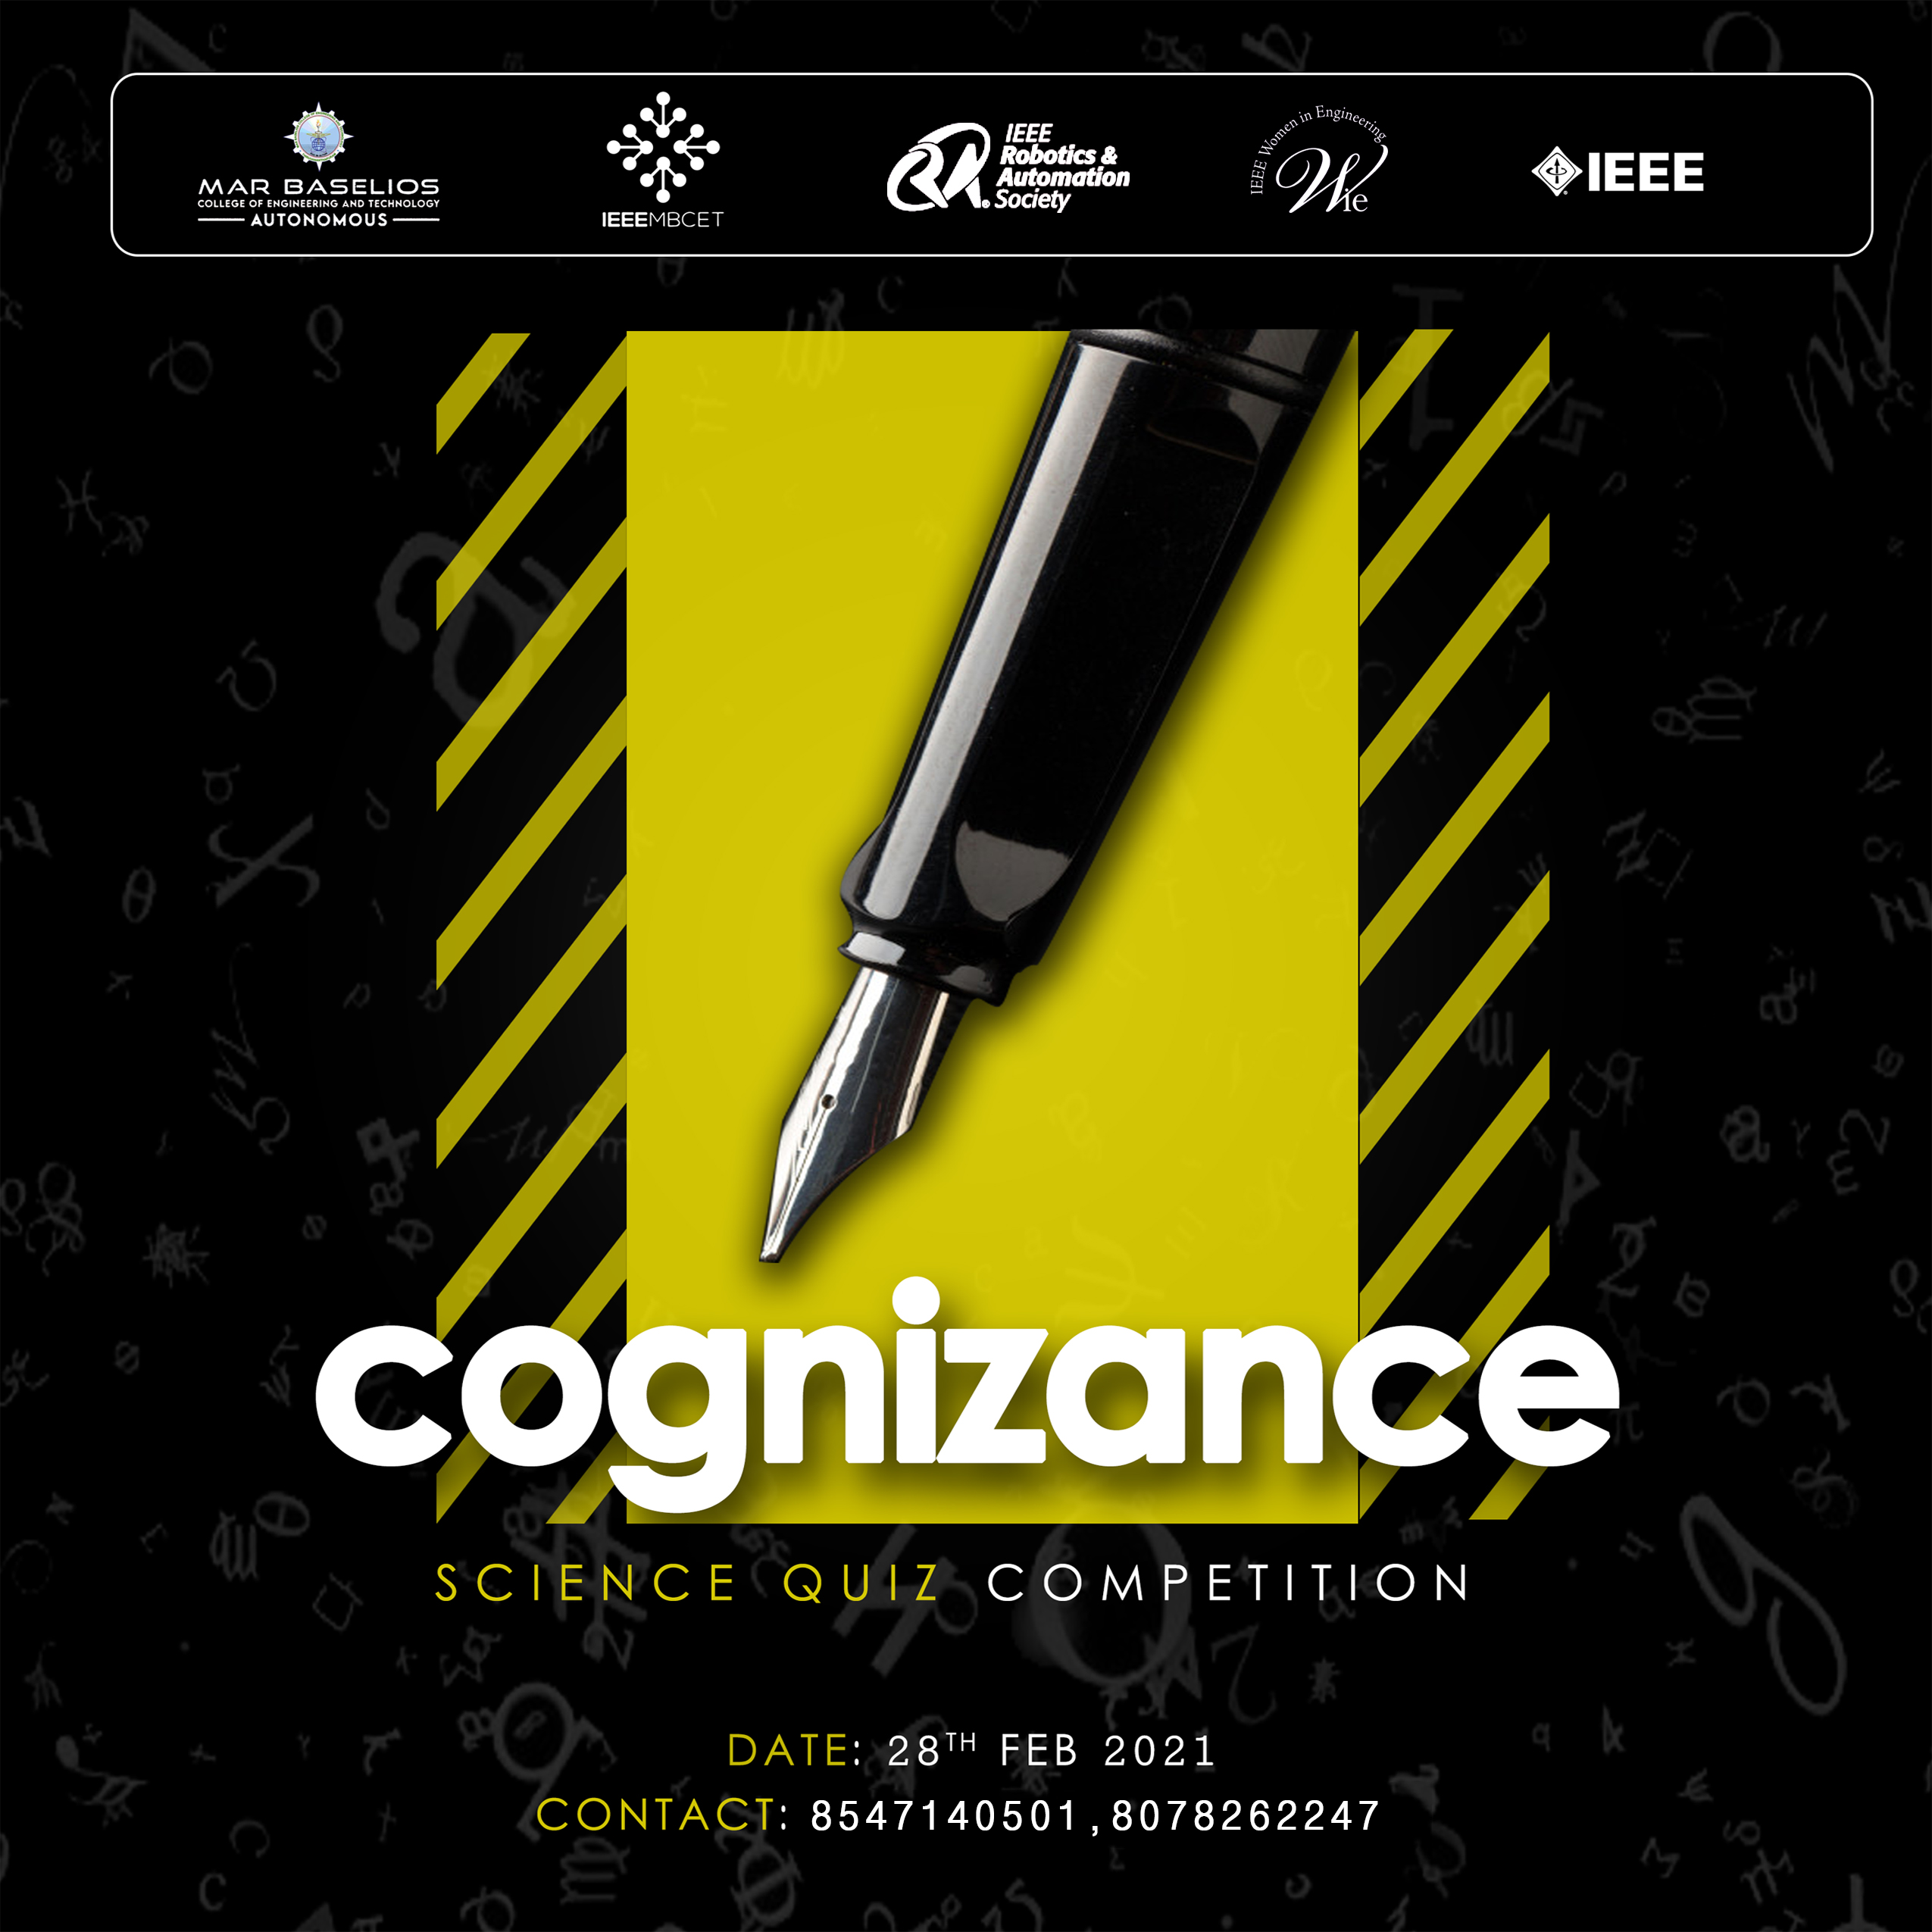 MAR BASELIOS
COLLEGE OF ENGINEERING AND TECHNOLOGY
AUTONOMOUS
IEEEMBCET
IEEE
Robotics &
Automation
Society
IEEE Women in Engineering
Wie
IEEE
cognizance
SCIENCE QUIZ COMPETITION
DATE: 28TH FEB 2021
CONTACT: 8547140501,8078262247